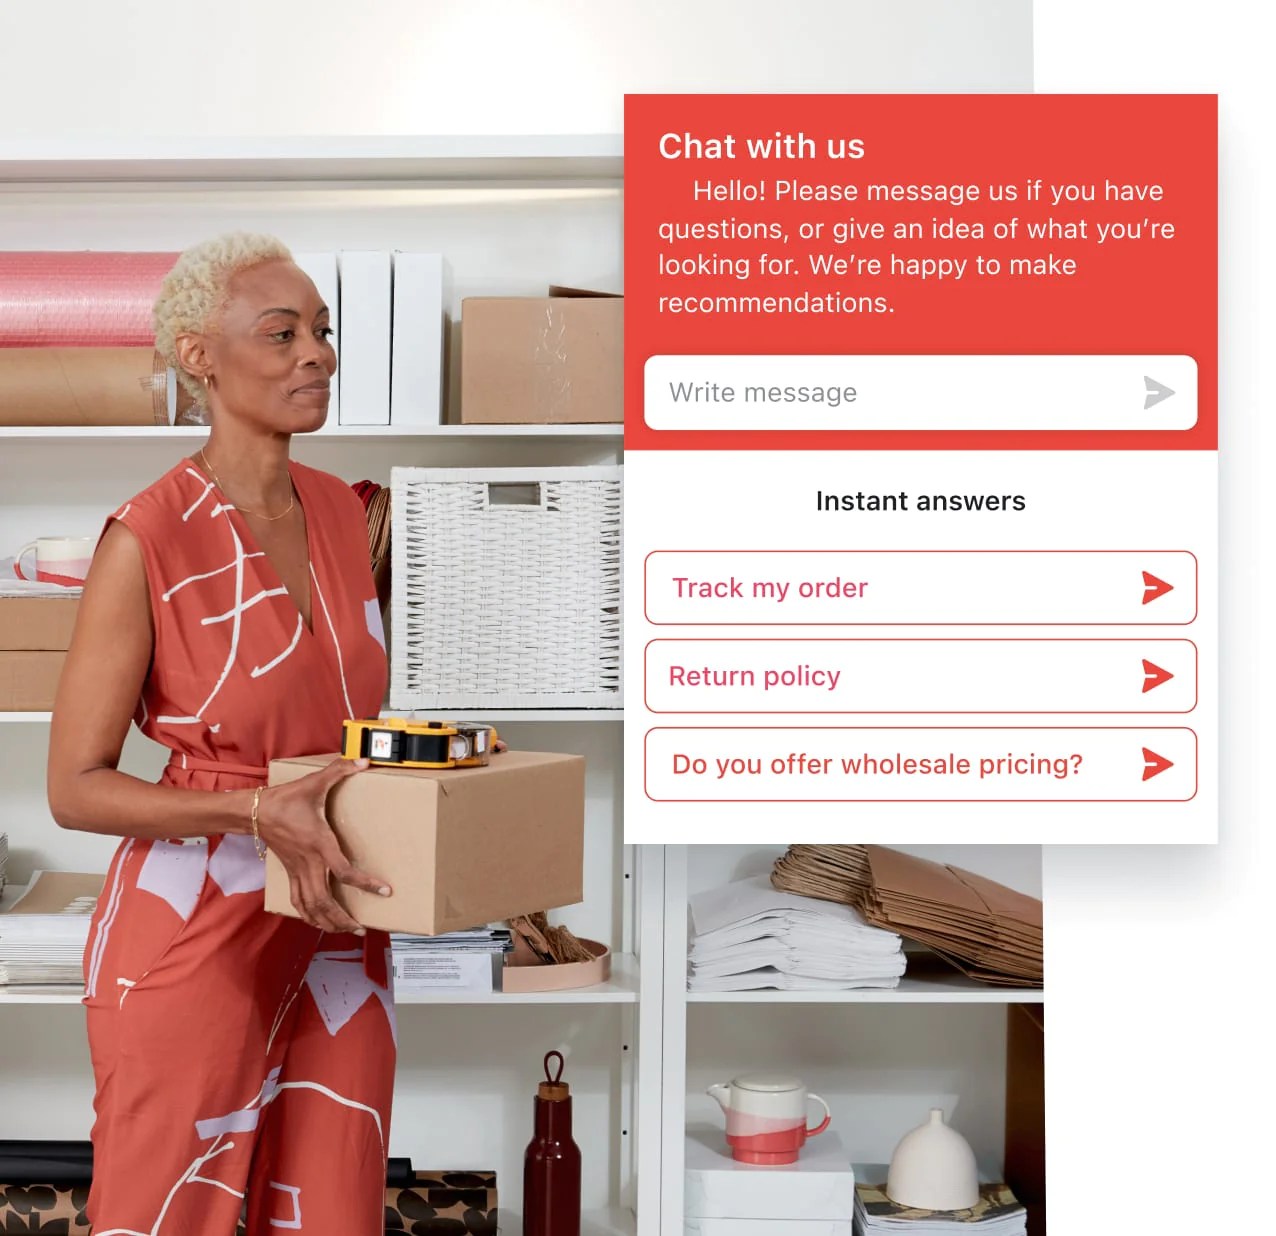 Chat with us
Hello! Please message us if you have
questions, or give an idea of what you’re
looking for. We’re happy to make
recommendations.
Write message
Instant answers
Track my order
Return policy
Do you offer wholesale pricing?